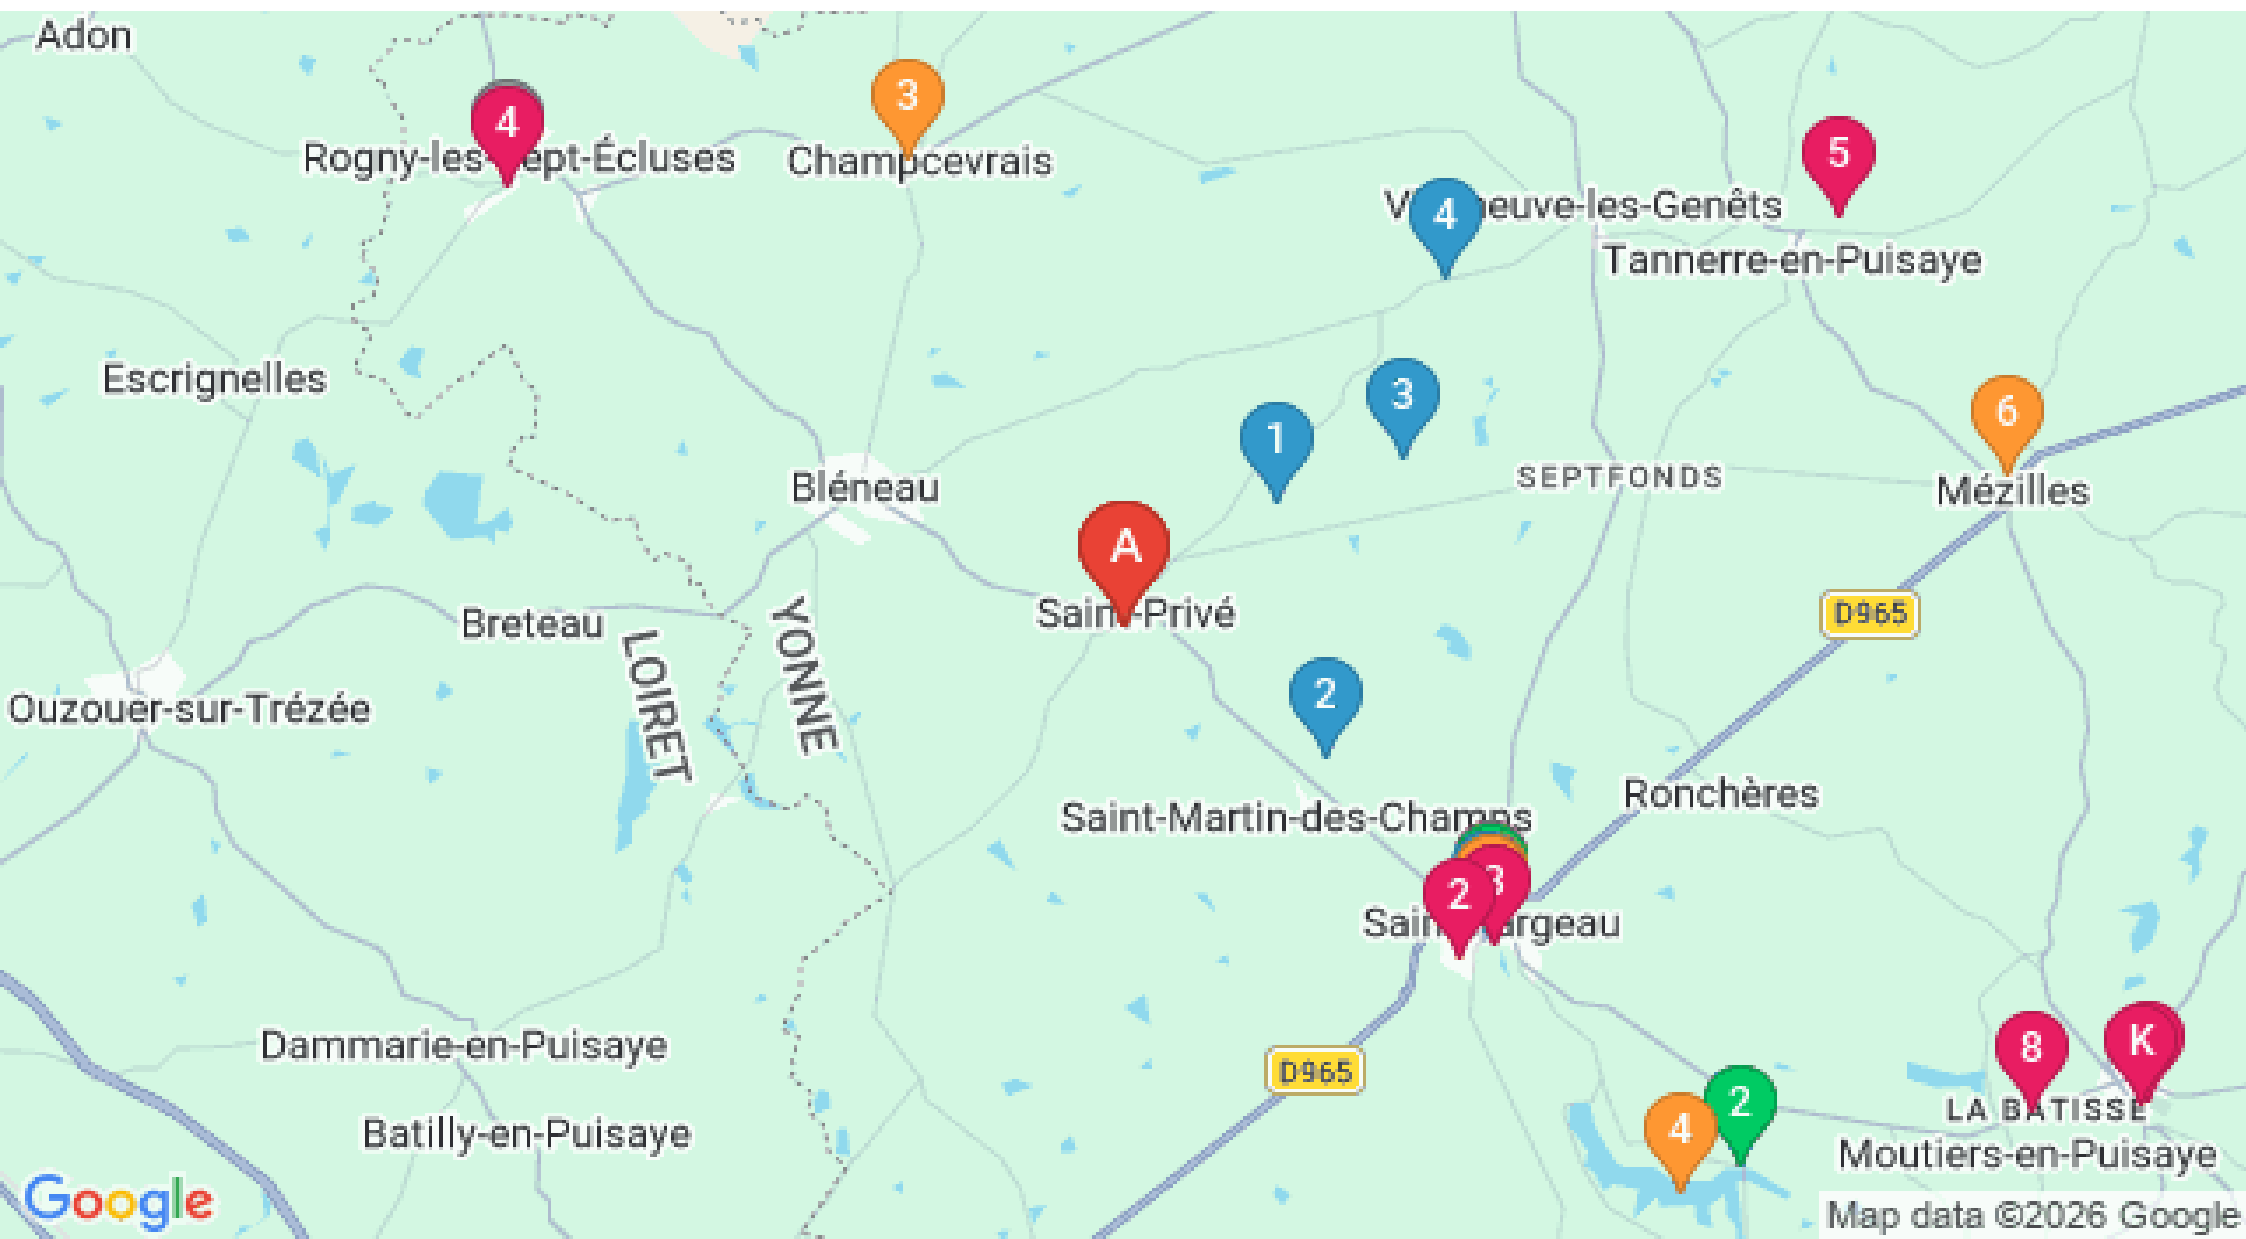 Adon
3
4
Rogny-les-Sept-Écluses
Champcevrais
5
4
Villeneuve-les-Genêts
Tannerre-en-Puisaye
Escrignelles
3
6
1
Bléneau
SEPTFONDS
Mézilles
A
Saint-Privé
D965
Breteau
LOIRET
YONNE
2
Ouzouer-sur-Trézée
Ronchères
Saint-Martin-des-Champs
2
3
Saint-Fargeau
8
K
Dammarie-en-Puisaye
D965
2
4
LA BATISSE
Batilly-en-Puisaye
Moutiers-en-Puisaye
Google
Map data ©2026 Google